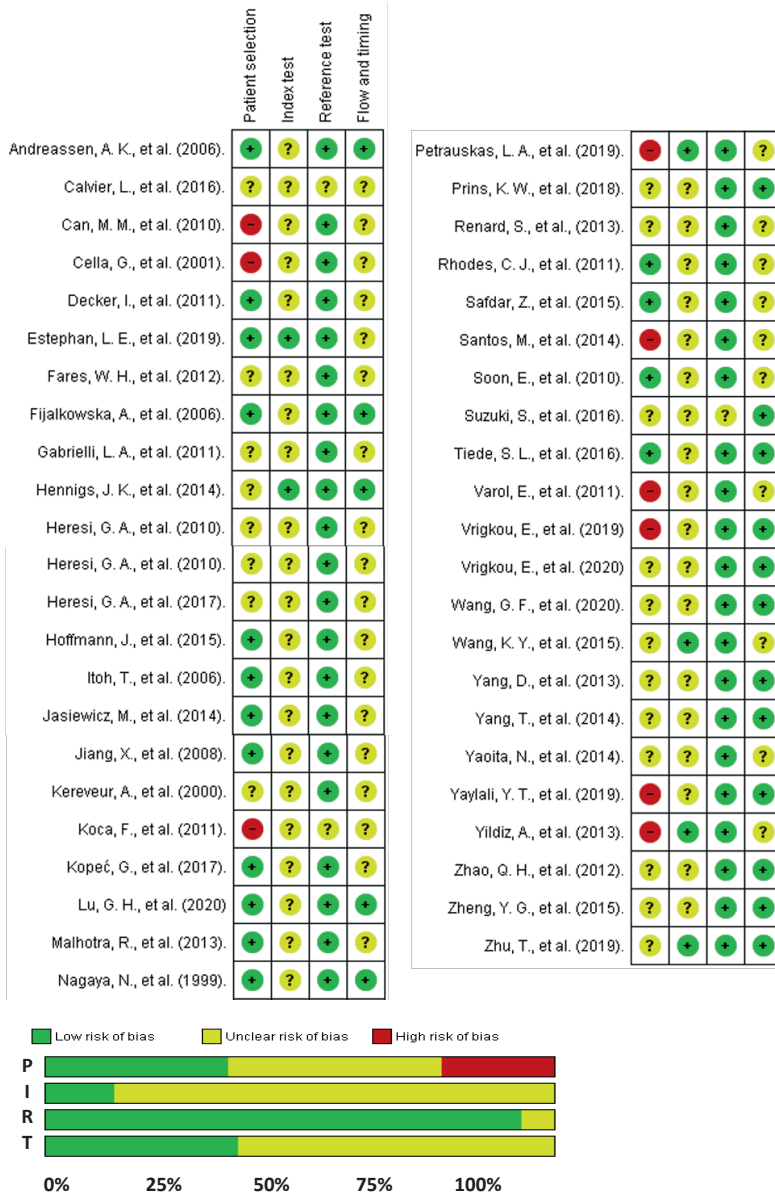 Patient selection
Index test
Reference test
Flow and timing
Andreassen, A. K., et al. (2006). + ? + +
Calvier, L., et al. (2016). ? ? ? ?
Can, M. M., et al. (2010). - ? + ?
Cella, G., et al. (2001). - ? + ?
Decker, I., et al. (2011). + ? + ?
Estephan, L. E., et al. (2019). + + + ?
Fares, W. H., et al. (2012). ? ? + ?
Fijalkowska, A., et al. (2006). + ? + +
Gabrielli, L. A., et al. (2011). ? ? + ?
Hennigs, J. K., et al. (2014). ? + + +
Heresi, G. A., et al. (2010). ? ? + ?
Heresi, G. A., et al. (2010). ? ? + ?
Heresi, G. A., et al. (2017). ? ? + ?
Hoffmann, J., et al. (2015). + ? + ?
Itoh, T., et al. (2006). + ? + ?
Jasiewicz, M., et al. (2014). + ? + ?
Jiang, X., et al. (2008). + ? + ?
Kereveur, A., et al. (2000). ? ? + ?
Koca, F., et al. (2011). - ? ? ?
Kopeć, G., et al. (2017). + ? + ?
Lu, G. H., et al. (2020) + ? + +
Malhotra, R., et al. (2013). + ? + ?
Nagaya, N., et al. (1999). + ? + +
Petrauskas, L. A., et al. (2019). - + + ?
Prins, K. W., et al. (2018). ? ? + +
Renard, S., et al., (2013). ? ? + ?
Rhodes, C. J., et al. (2011). + ? + ?
Safdar, Z., et al. (2015). + ? + ?
Santos, M., et al. (2014). - ? + ?
Soon, E., et al. (2010). + ? + ?
Suzuki, S., et al. (2016). ? ? ? +
Tiede, S. L., et al. (2016). + ? + +
Varol, E., et al. (2011). - ? + ?
Vrigkou, E., et al. (2019) - ? + +
Vrigkou, E., et al. (2020) ? ? + +
Wang, G. F., et al. (2020). ? ? + +
Wang, K. Y., et al. (2015). ? + + ?
Yang, D., et al. (2013). ? ? + +
Yang, T., et al. (2014). ? ? + +
Yaoita, N., et al. (2014). ? ? + ?
Yaylali, Y. T., et al. (2019). - ? + +
Yildiz, A., et al. (2013). - + + ?
Zhao, Q. H., et al. (2012). ? ? + +
Zheng, Y. G., et al. (2015). ? ? + +
Zhu, T., et al. (2019). ? + + +
Low risk of bias Unclear risk of bias High risk of bias
P
I
R
T
0% 25% 50% 75% 100%